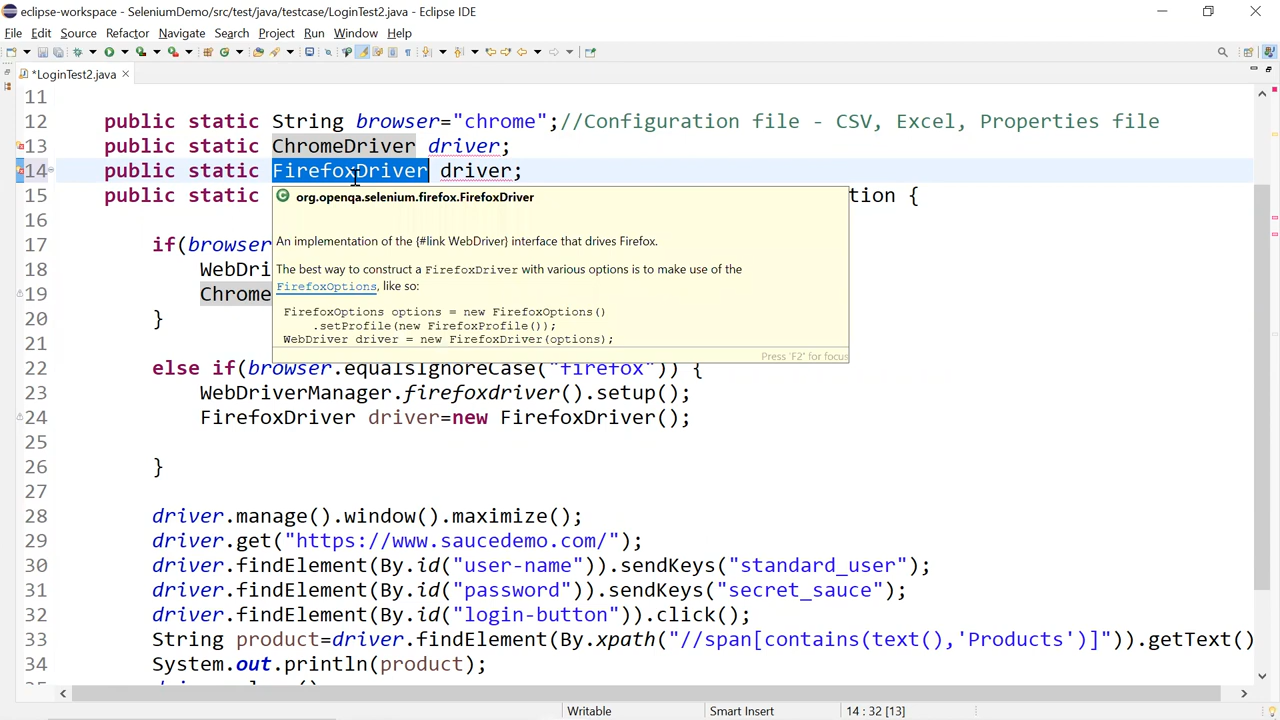 eclipse-workspace - SeleniumDemo/src/test/java/testcase/LoginTest2.java - Eclipse IDE
File Edit Source Refactor Navigate Search Project Run Window Help
*LoginTest2.java
11
12 public static String browser="chrome";//Configuration file - CSV, Excel, Properties file
13 public static ChromeDriver driver;
14 public static FirefoxDriver driver;
15 public static tion {
org.openqa.selenium.firefox.FirefoxDriver
16
An implementation of the {#link WebDriver} interface that drives Firefox.
17 if(browser
The best way to construct a FirefoxDriver with various options is to make use of the
18 WebDri
FirefoxOptions, like so:
19 Chrome
FirefoxOptions options = new FirefoxOptions()
20 }
.setProfile(new FirefoxProfile());
WebDriver driver = new FirefoxDriver(options);
21
Press 'F2' for focus
22 else if(browser.equalsIgnoreCase("firefox")) {
23 WebDriverManager.firefoxdriver().setup();
24 FirefoxDriver driver=new FirefoxDriver();
25
26 }
27
28 driver.manage().window().maximize();
29 driver.get("https://www.saucedemo.com/");
30 driver.findElement(By.id("user-name")).sendKeys("standard_user");
31 driver.findElement(By.id("password")).sendKeys("secret_sauce");
32 driver.findElement(By.id("login-button")).click();
33 String product=driver.findElement(By.xpath("//span[contains(text(),'Products')]")).getText()
34 System.out.println(product);
Writable Smart Insert 14 : 32 [13]